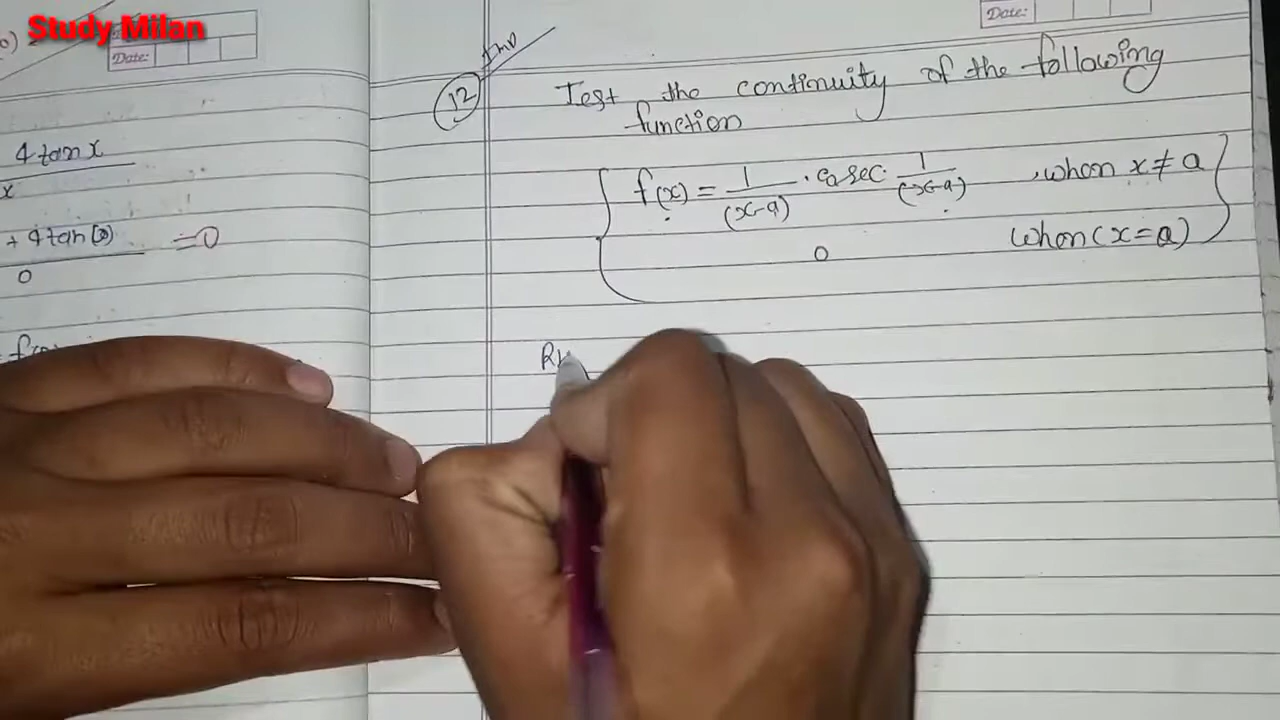 Study Milan
Date:
Date:
4 tan x
x
+ 4 tan(0) = 0
0
Imp
12
Test the continuity of the following
function
f(x) = 1/(x-a) . cosec 1/(x-a) , when x ≠ a
0 when (x = a)